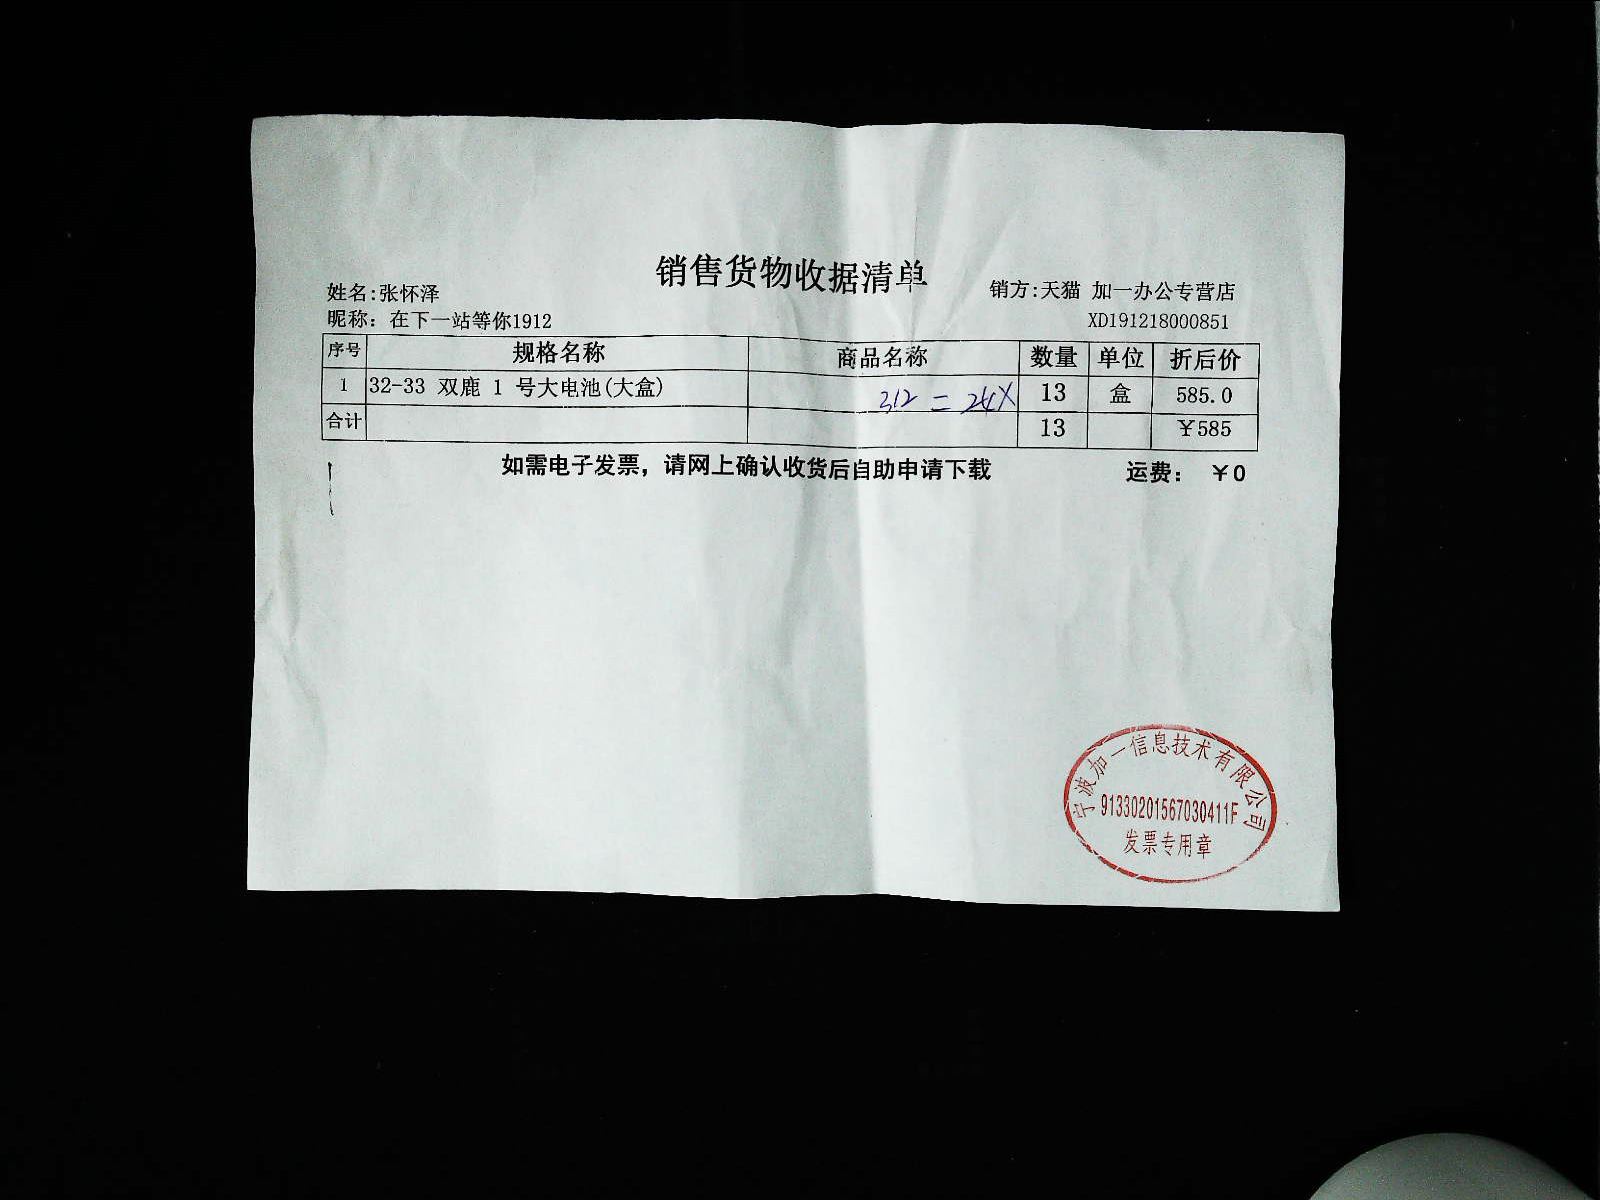 销售货物收据清单
姓名:张怀泽 销方:天猫 加一办公专营店
昵称：在下一站等你1912 XD191218000851
序号 规格名称 商品名称 数量 单位 折后价
1 32-33 双鹿 1 号大电池(大盒) 312 = 24X 13 盒 585.0
合计 13 ￥585
如需电子发票，请网上确认收货后自助申请下载 运费： ￥0
宁波加一信息技术有限公司
91330201567030411F
发票专用章